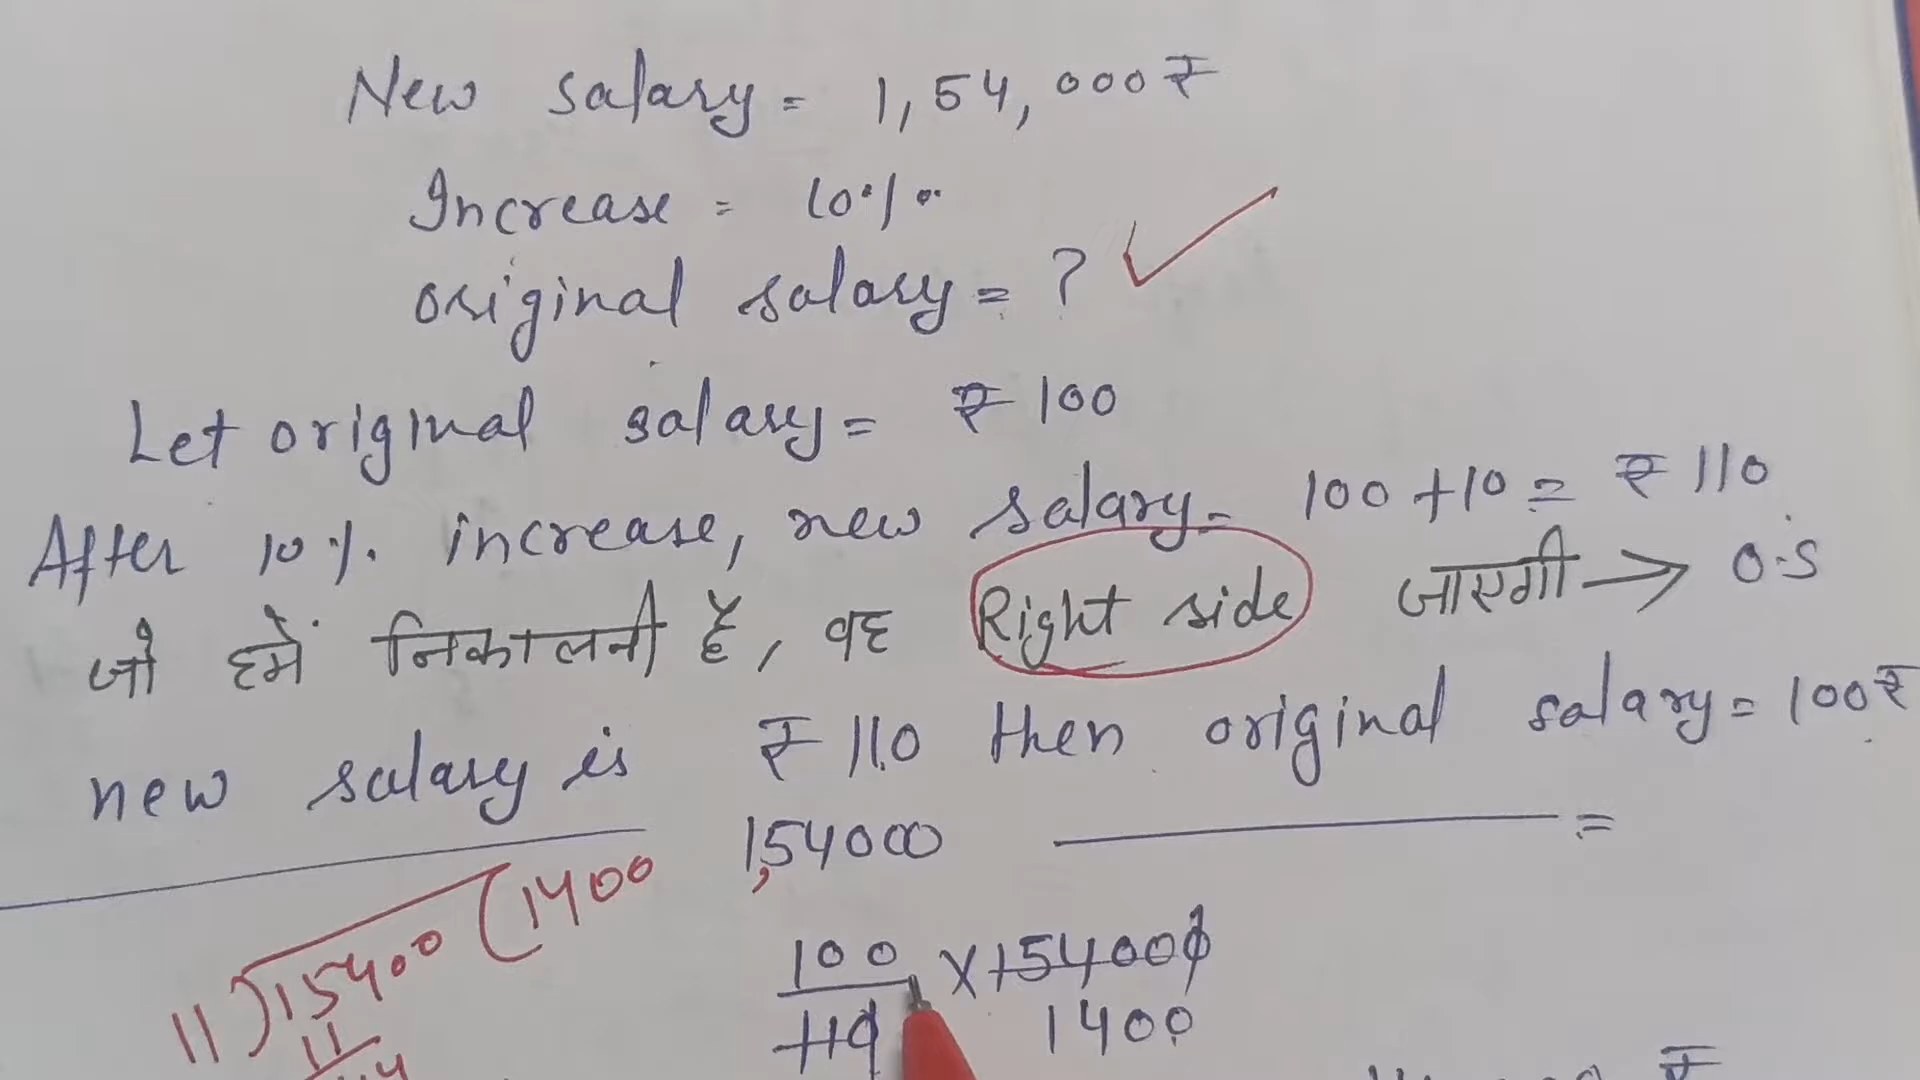 New salary = 1,54,000₹
Increase = 10%
original salary = ?
Let original salary = ₹ 100
After 10% increase, new salary = 100 + 10 = ₹ 110
जो हमें निकालनी है, वह Right side जाएगी → O.S
new salary is ₹ 110 then original salary = 100₹
1,54000 =
11)15400(1400
11
100 × 154000
110 1400
₹